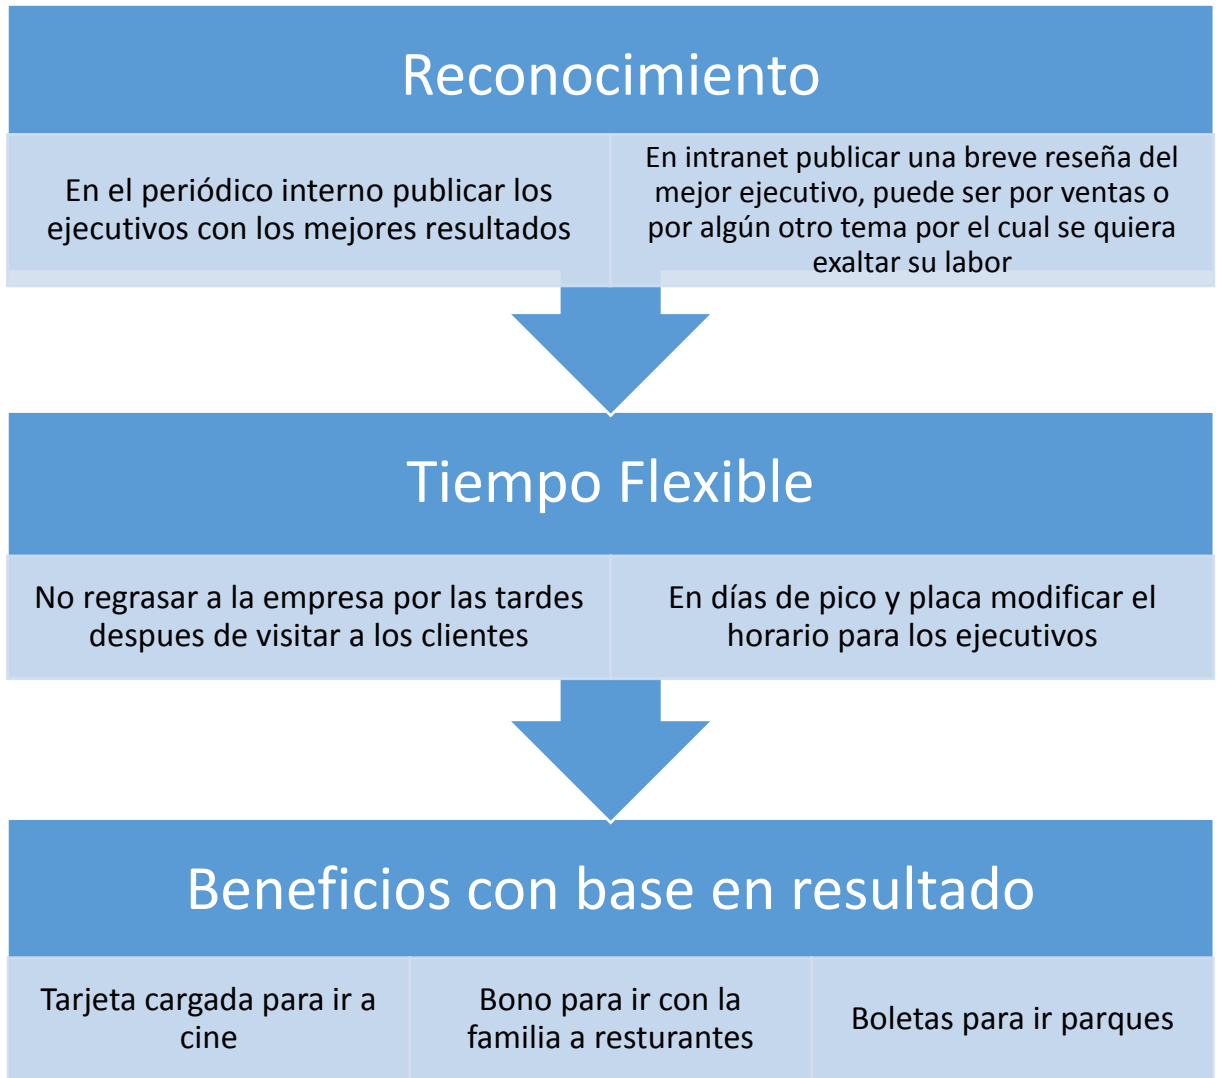 Reconocimiento
En el periódico interno publicar los
ejecutivos con los mejores resultados
En intranet publicar una breve reseña del
mejor ejecutivo, puede ser por ventas o
por algún otro tema por el cual se quiera
exaltar su labor
Tiempo Flexible
No regrasar a la empresa por las tardes
despues de visitar a los clientes
En días de pico y placa modificar el
horario para los ejecutivos
Beneficios con base en resultado
Tarjeta cargada para ir a
cine
Bono para ir con la
familia a resturantes
Boletas para ir parques